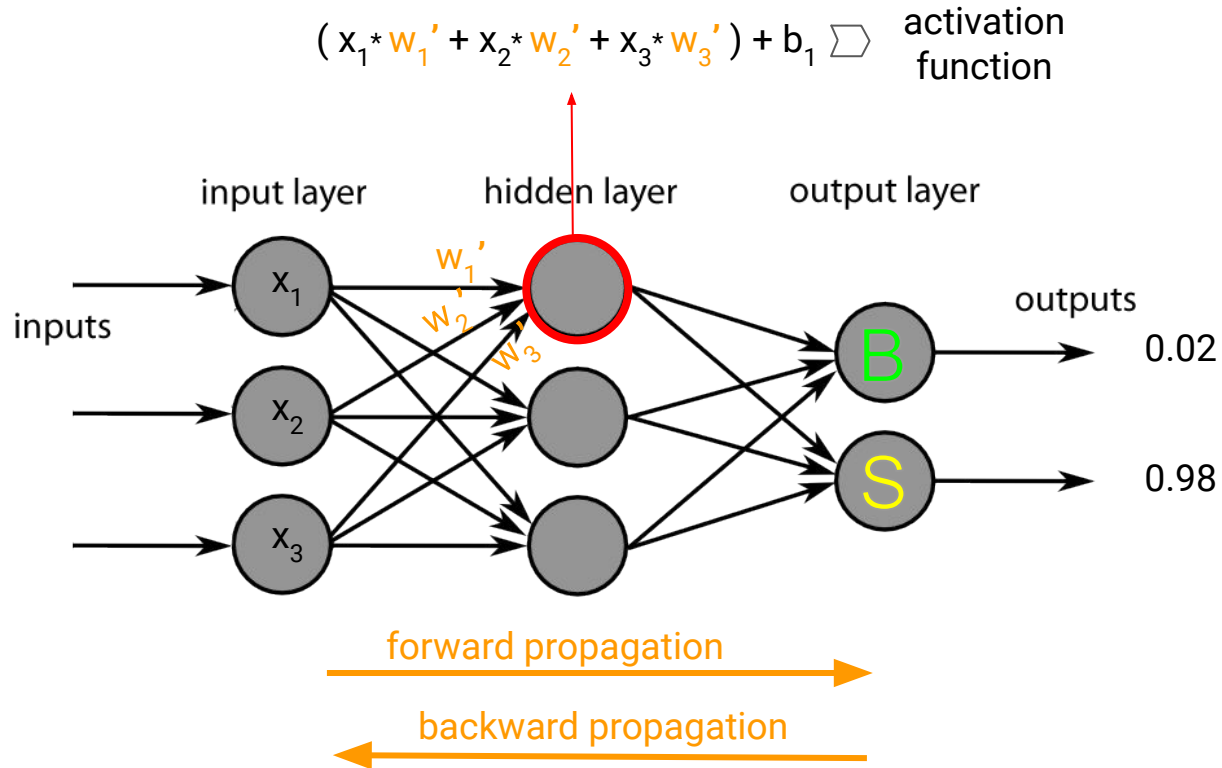 ( x₁* w₁’ + x₂* w₂’ + x₃* w₃’ ) + b₁
activation
function
input layer
hidden layer
output layer
w₁’
w₂’
w₃’
x₁
x₂
x₃
inputs
outputs
B
0.02
S
0.98
forward propagation
backward propagation